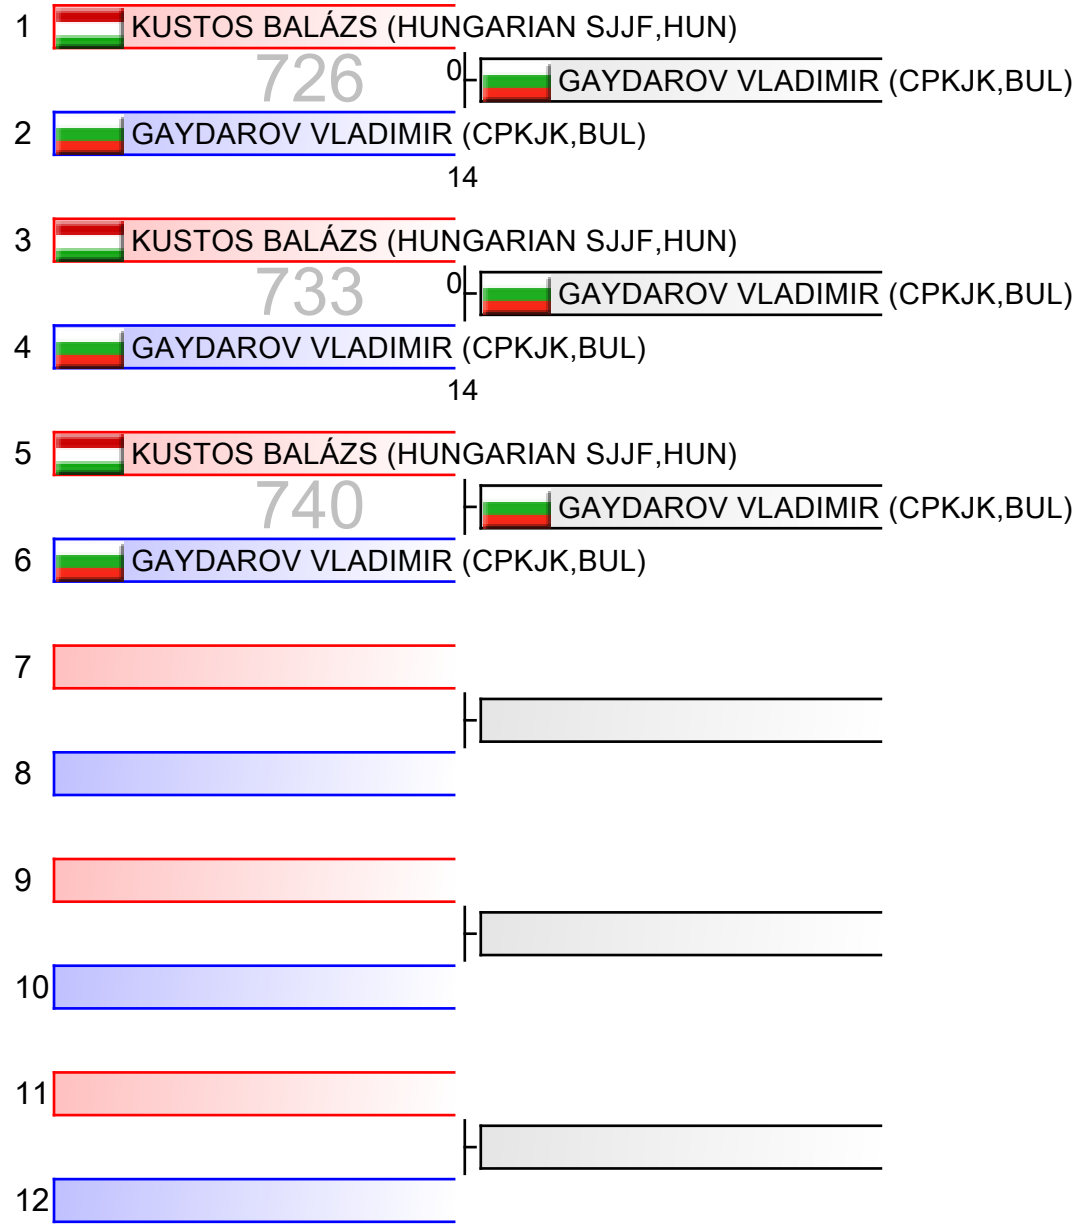 1 KUSTOS BALÁZS (HUNGARIAN SJJF,HUN)
726 0 GAYDAROV VLADIMIR (CPKJK,BUL)
2 GAYDAROV VLADIMIR (CPKJK,BUL)
14
3 KUSTOS BALÁZS (HUNGARIAN SJJF,HUN)
733 0 GAYDAROV VLADIMIR (CPKJK,BUL)
4 GAYDAROV VLADIMIR (CPKJK,BUL)
14
5 KUSTOS BALÁZS (HUNGARIAN SJJF,HUN)
740 GAYDAROV VLADIMIR (CPKJK,BUL)
6 GAYDAROV VLADIMIR (CPKJK,BUL)
7
8
9
10
11
12